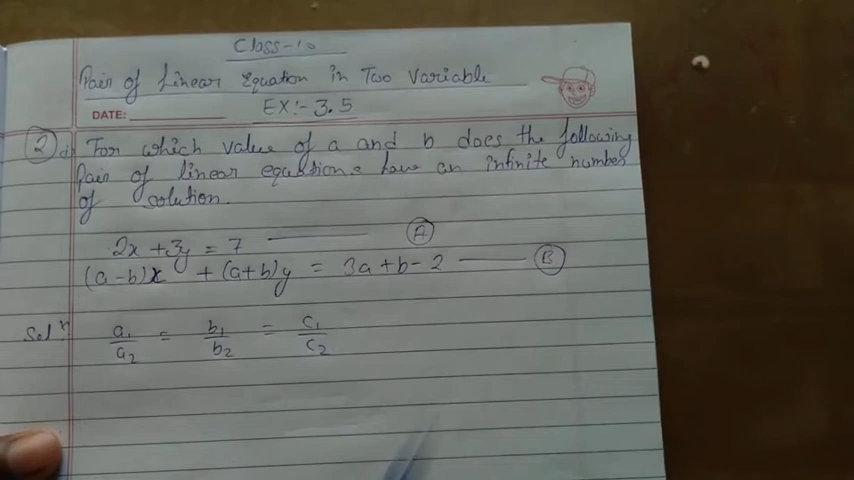 Class-10
Pair of Linear Equation in Two Variable
DATE: EX:- 3.5
2 (i) For which value of a and b does the following
Pair of linear equations have an infinite number
of solution.
2x + 3y = 7 ——— A
(a-b)x + (a+b)y = 3a+b-2 ——— B
Solⁿ: a₁/a₂ = b₁/b₂ = c₁/c₂